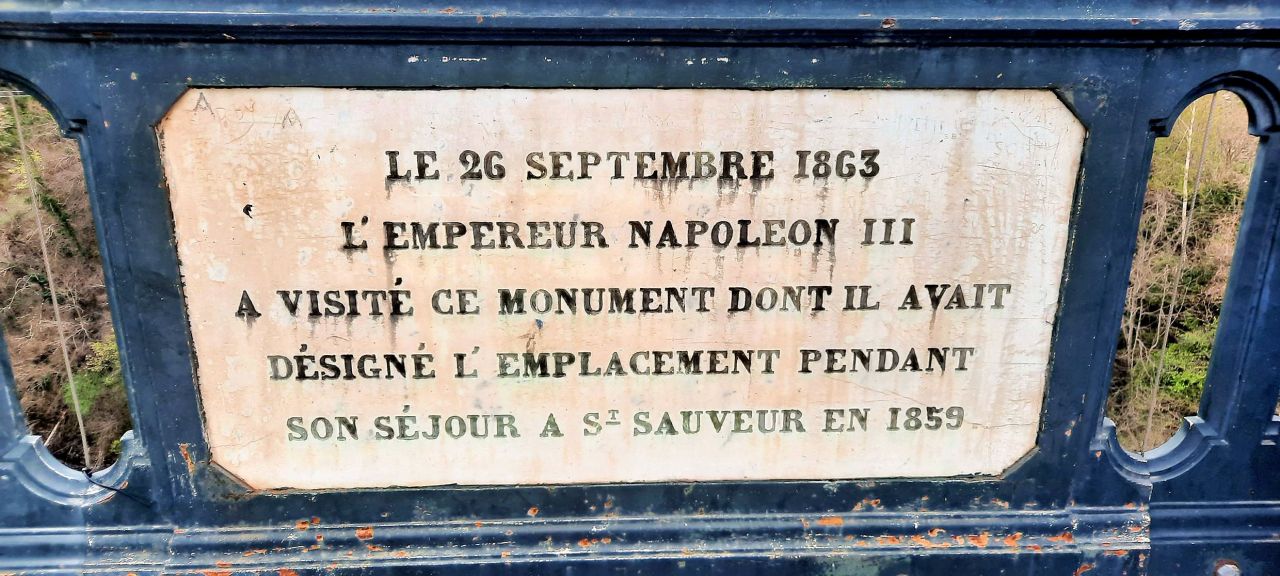 LE 26 SEPTEMBRE 1863
L'EMPEREUR NAPOLEON III
A VISITÉ CE MONUMENT DONT IL AVAIT
DÉSIGNÉ L'EMPLACEMENT PENDANT
SON SÉJOUR A ST SAUVEUR EN 1859